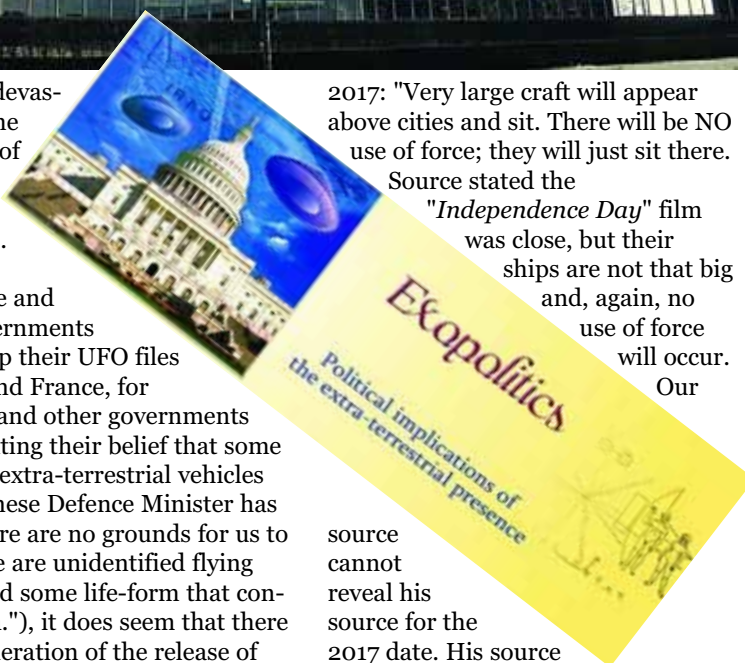 devas-
ne
of
.
e and
ernments
p their UFO files
nd France, for
and other governments
ting their belief that some
extra-terrestrial vehicles
nese Defence Minister has
re are no grounds for us to
e are unidentified flying
d some life-form that con-
."), it does seem that there
eration of the release of
Exopolitics
Political implications of
the extra-terrestrial presence
2017: "Very large craft will appear
above cities and sit. There will be NO
use of force; they will just sit there.
Source stated the
"Independence Day" film
was close, but their
ships are not that big
and, again, no
use of force
will occur.
Our
source
cannot
reveal his
source for the
2017 date. His source